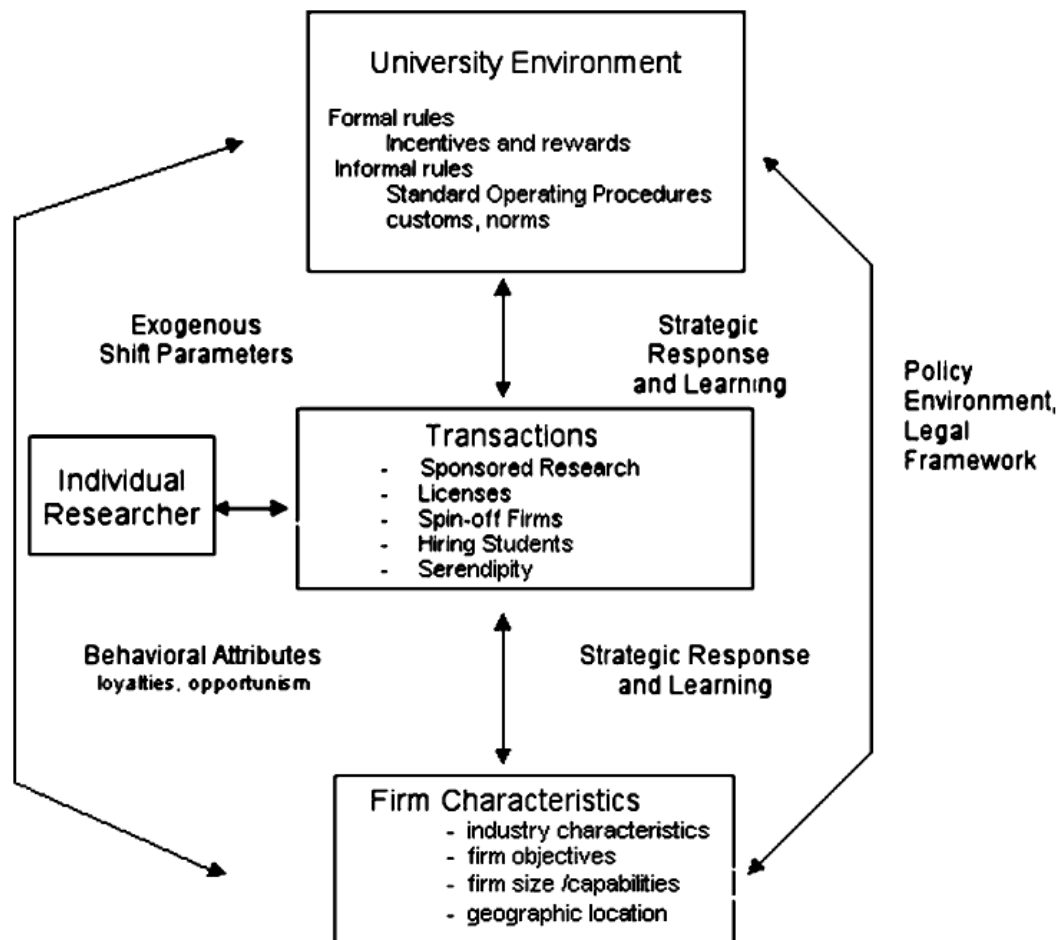 University Environment
Formal rules
Incentives and rewards
Informal rules
Standard Operating Procedures
customs, norms
Exogenous
Shift Parameters
Strategic
Response
and Learning
Policy
Environment,
Legal
Framework
Individual
Researcher
Transactions
- Sponsored Research
- Licenses
- Spin-off Firms
- Hiring Students
- Serendipity
Behavioral Attributes
loyalties, opportunism
Strategic Response
and Learning
Firm Characteristics
- industry characteristics
- firm objectives
- firm size /capabilities
- geographic location